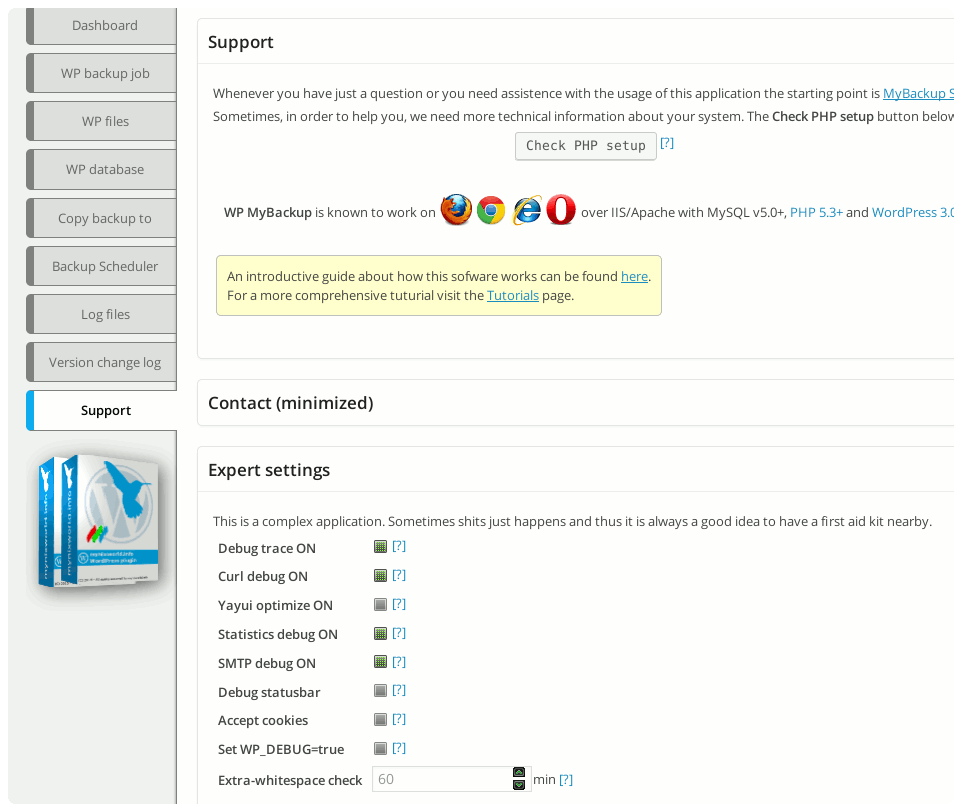 Dashboard
WP backup job
WP files
WP database
Copy backup to
Backup Scheduler
Log files
Version change log
Support
Support
Whenever you have just a question or you need assistence with the usage of this application the starting point is MyBackup S
Sometimes, in order to help you, we need more technical information about your system. The Check PHP setup button below
Check PHP setup [?]
WP MyBackup is known to work on over IIS/Apache with MySQL v5.0+, PHP 5.3+ and WordPress 3.0
An introductive guide about how this sofware works can be found here.
For a more comprehensive tuturial visit the Tutorials page.
Contact (minimized)
Expert settings
This is a complex application. Sometimes shits just happens and thus it is always a good idea to have a first aid kit nearby.
Debug trace ON [?]
Curl debug ON [?]
Yayui optimize ON [?]
Statistics debug ON [?]
SMTP debug ON [?]
Debug statusbar [?]
Accept cookies [?]
Set WP_DEBUG=true [?]
Extra-whitespace check 60 min [?]
mynixworld.info
mynixworld.info
mynixworld.info
WordPress plugin